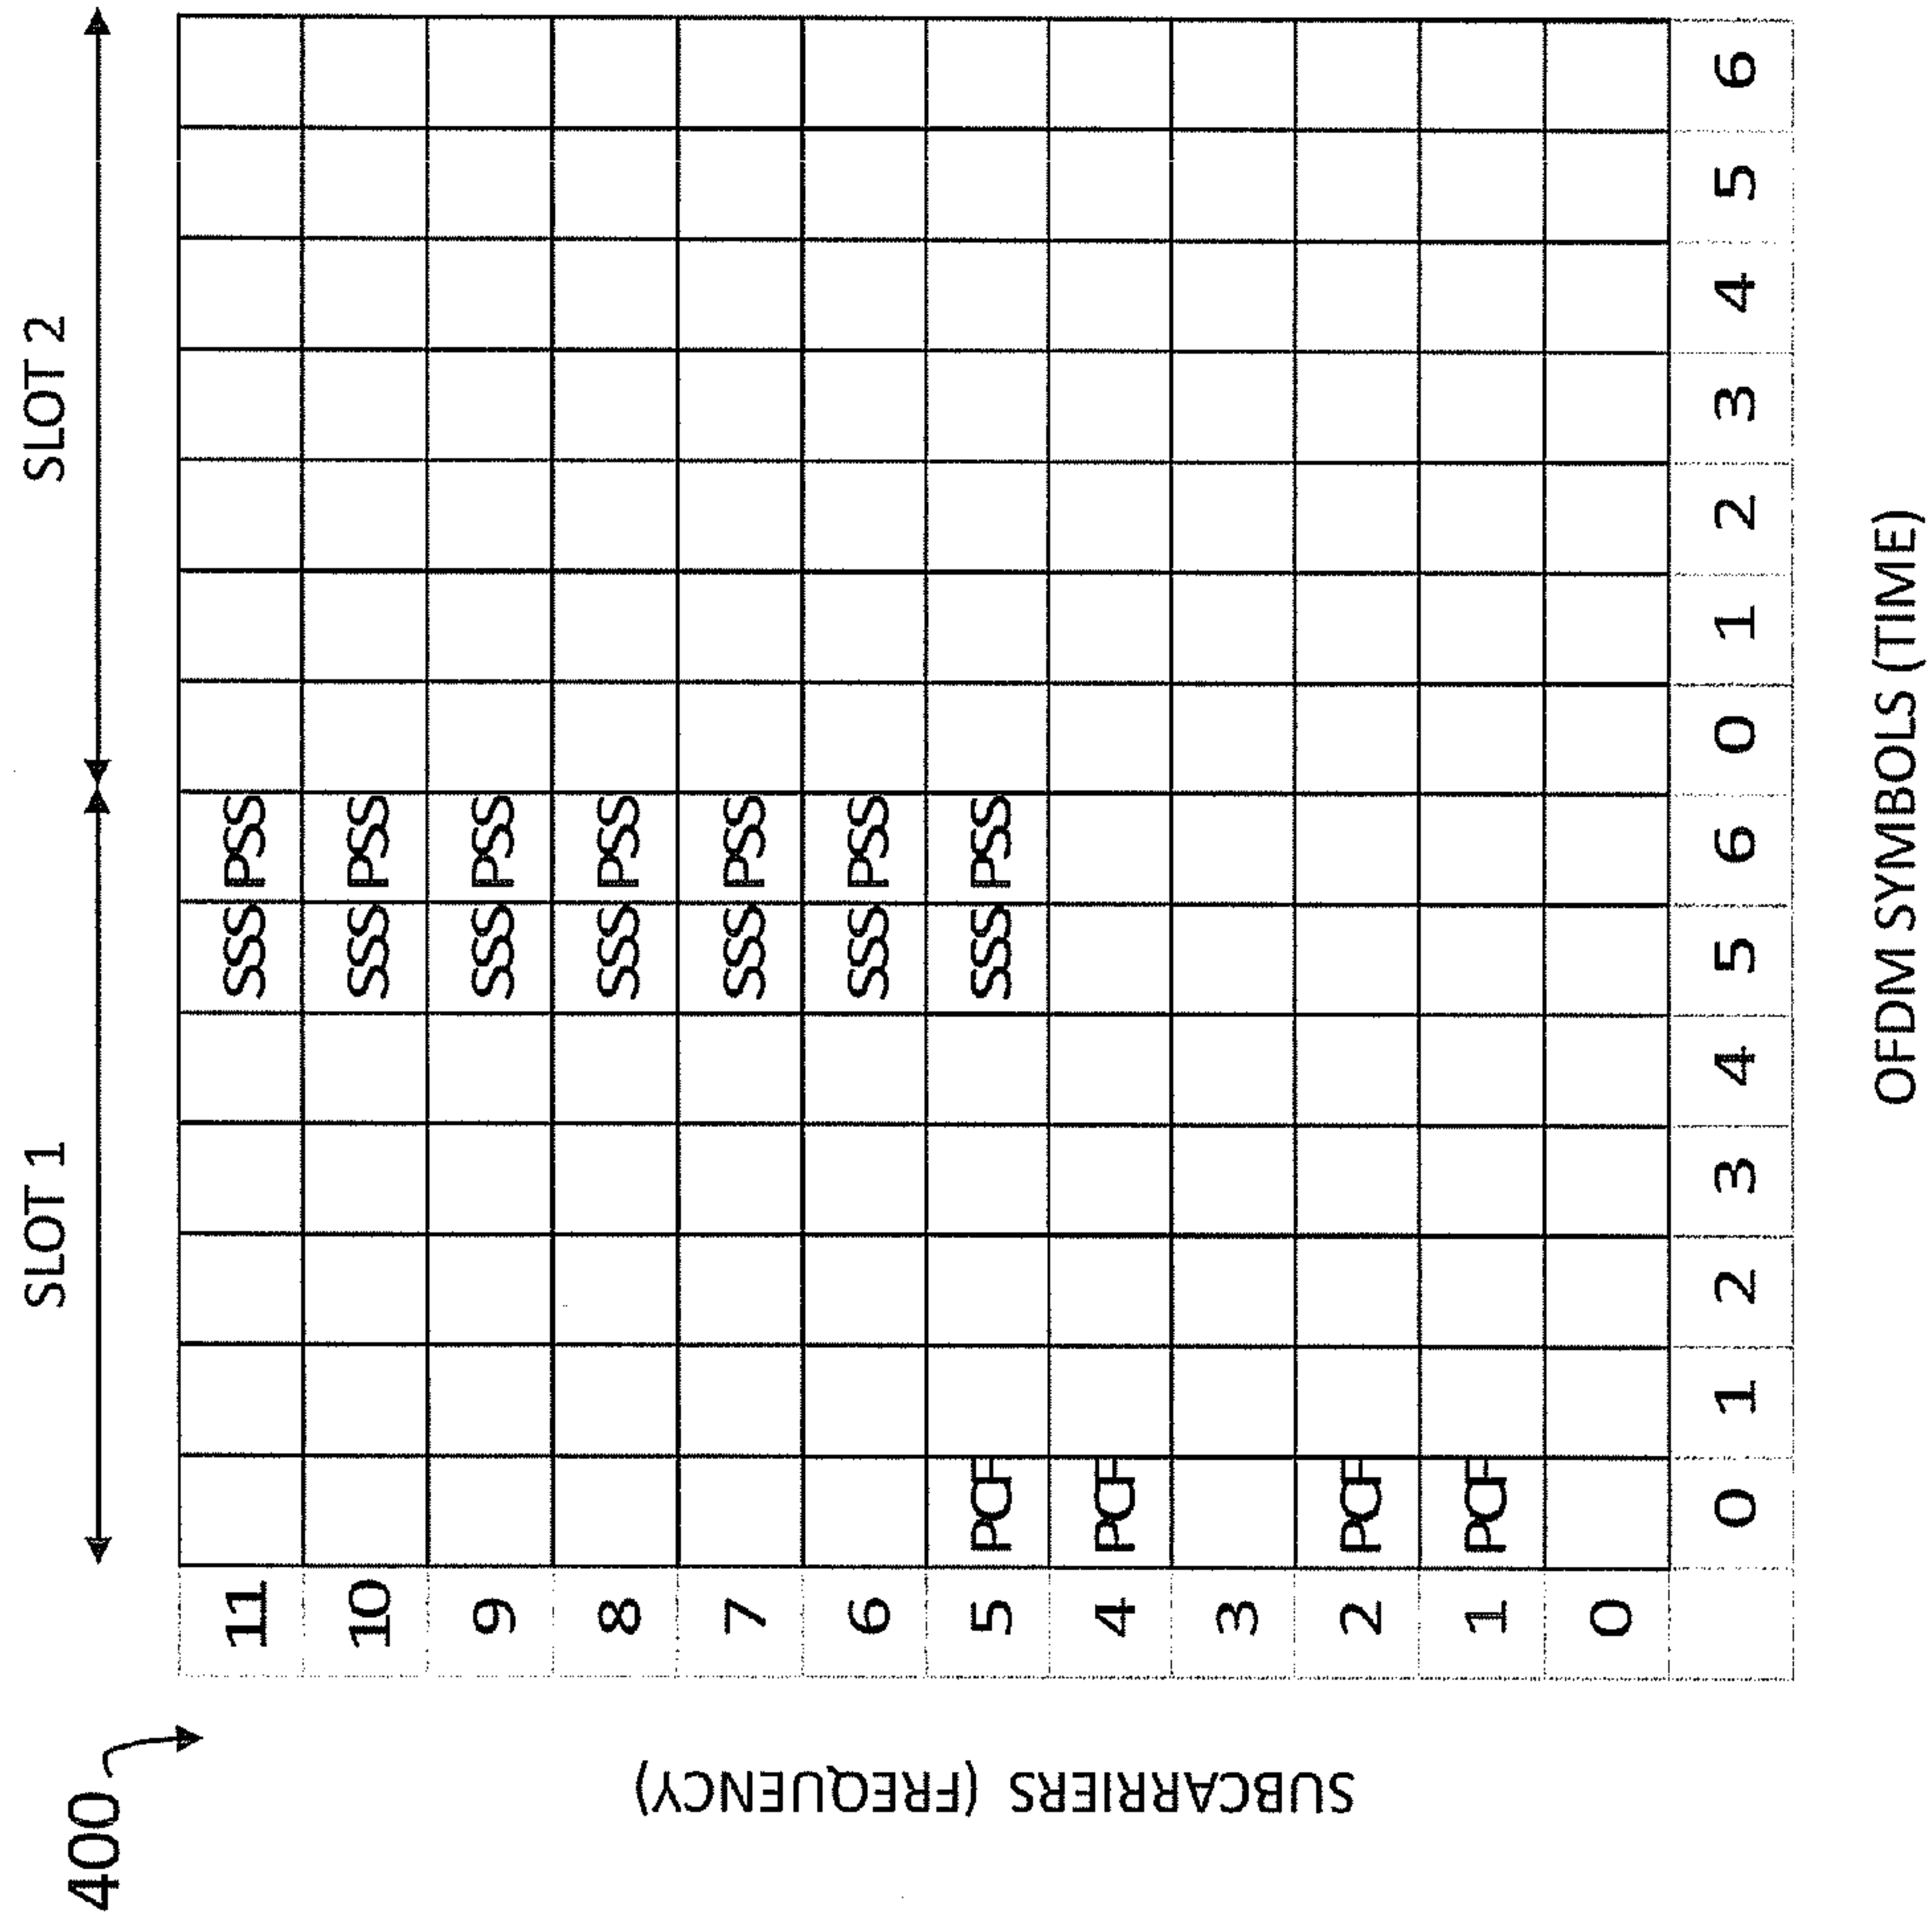 400
SLOT 1 SLOT 2
SUBCARRIERS (FREQUENCY)
11 SSS PSS
10 SSS PSS
9 SSS PSS
8 SSS PSS
7 SSS PSS
6 SSS PSS
5 PCF SSS PSS
4 PCF
3
2 PCF
1 PCF
0
0 1 2 3 4 5 6 0 1 2 3 4 5 6
OFDM SYMBOLS (TIME)